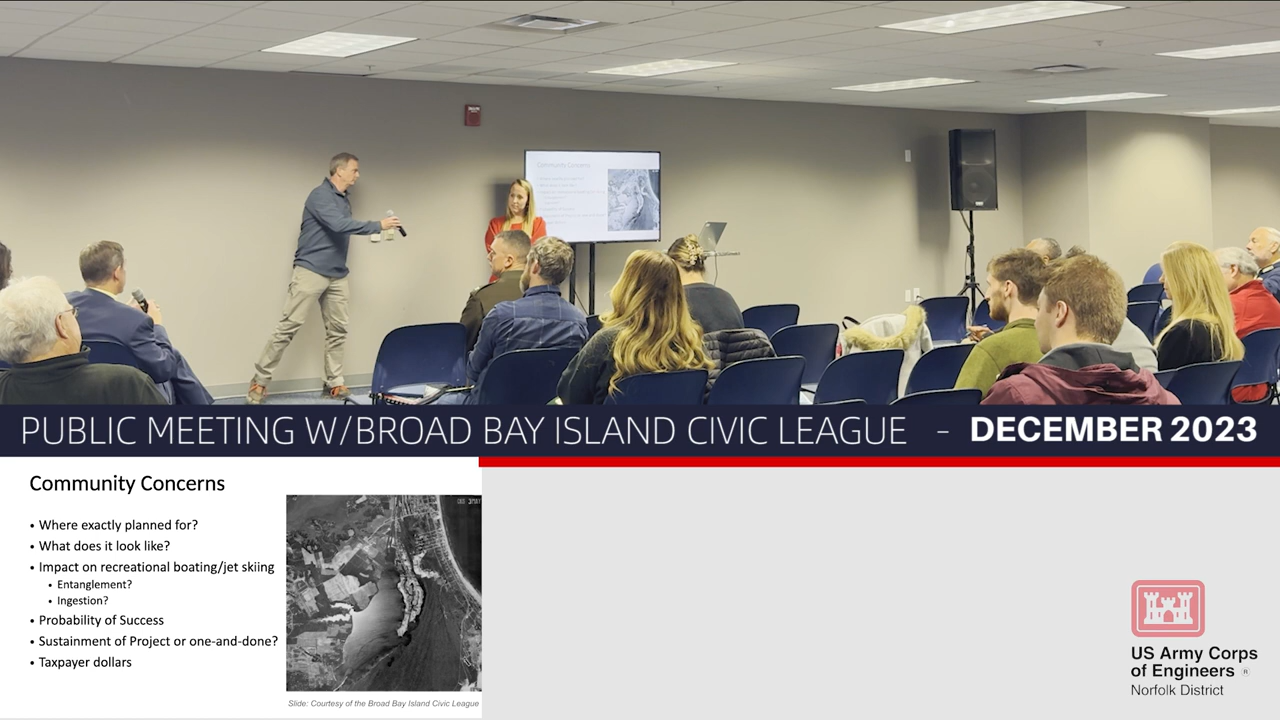 Community Concerns
PUBLIC MEETING W/BROAD BAY ISLAND CIVIC LEAGUE – DECEMBER 2023
Community Concerns
• Where exactly planned for?
• What does it look like?
• Impact on recreational boating/jet skiing
• Entanglement?
• Ingestion?
• Probability of Success
• Sustainment of Project or one-and-done?
• Taxpayer dollars
Slide: Courtesy of the Broad Bay Island Civic League
US Army Corps
of Engineers ®
Norfolk District